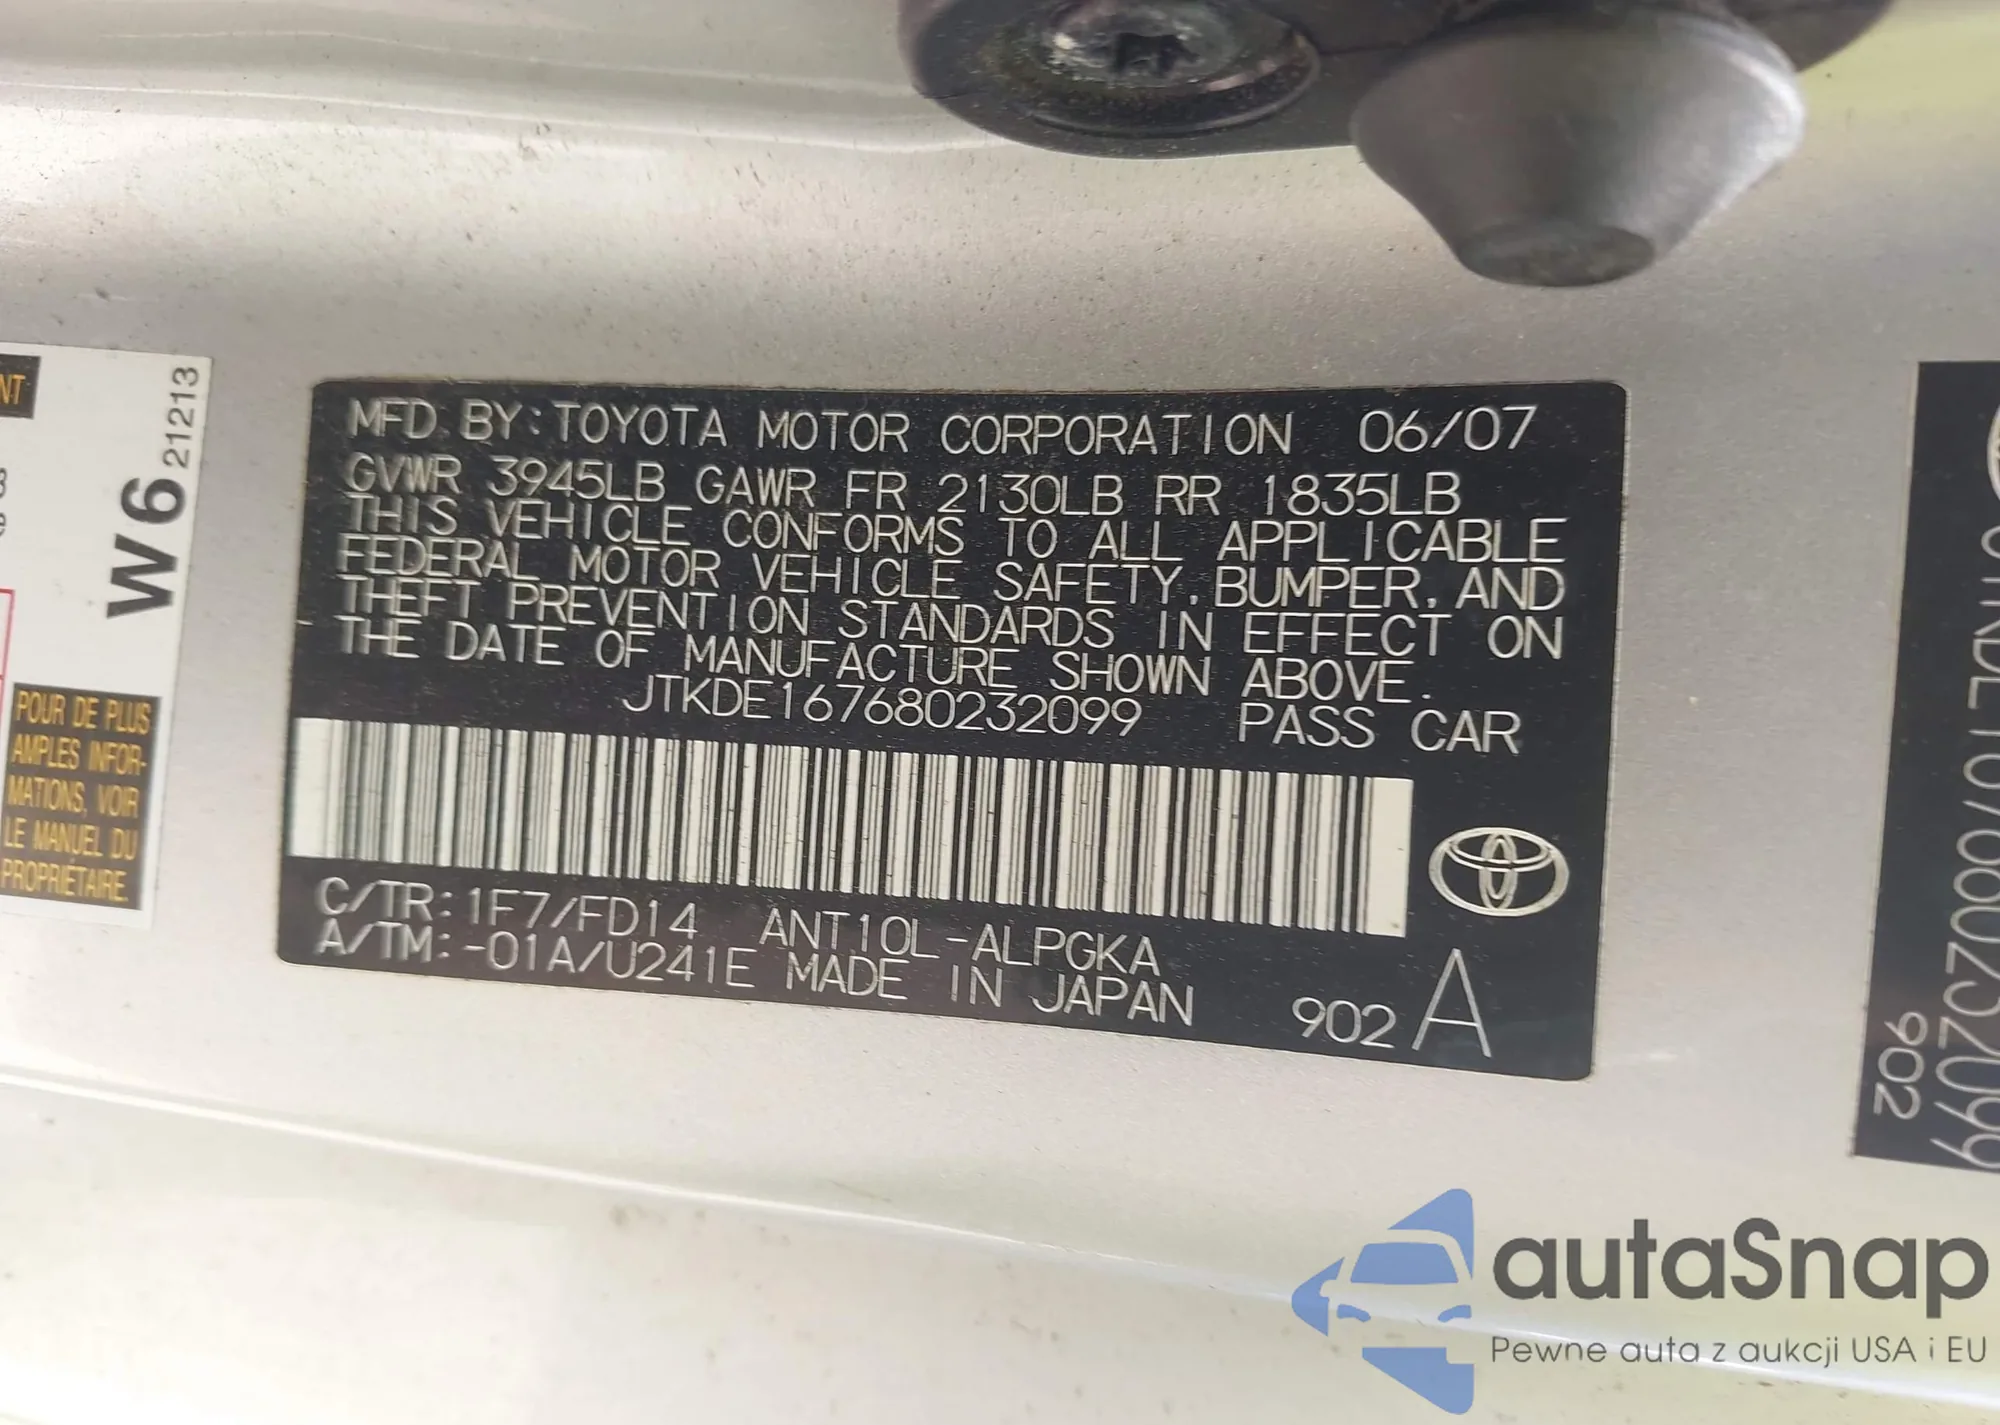 MFD BY: TOYOTA MOTOR CORPORATION 06/07
GVWR 3945LB GAWR FR 2130LB RR 1835LB
THIS VEHICLE CONFORMS TO ALL APPLICABLE
FEDERAL MOTOR VEHICLE SAFETY, BUMPER, AND
THEFT PREVENTION STANDARDS IN EFFECT ON
THE DATE OF MANUFACTURE SHOWN ABOVE.
JTKDE167680232099 PASS CAR
C/TR: 1F7/FD14 ANT10L-ALPGKA
A/TM: -01A/U241E MADE IN JAPAN 902 A
W6 21213
POUR DE PLUS
AMPLES INFOR-
MATIONS, VOIR
LE MANUEL DU
PROPRIÉTAIRE.
902
autaSnap
Pewne auta z aukcji USA i EU